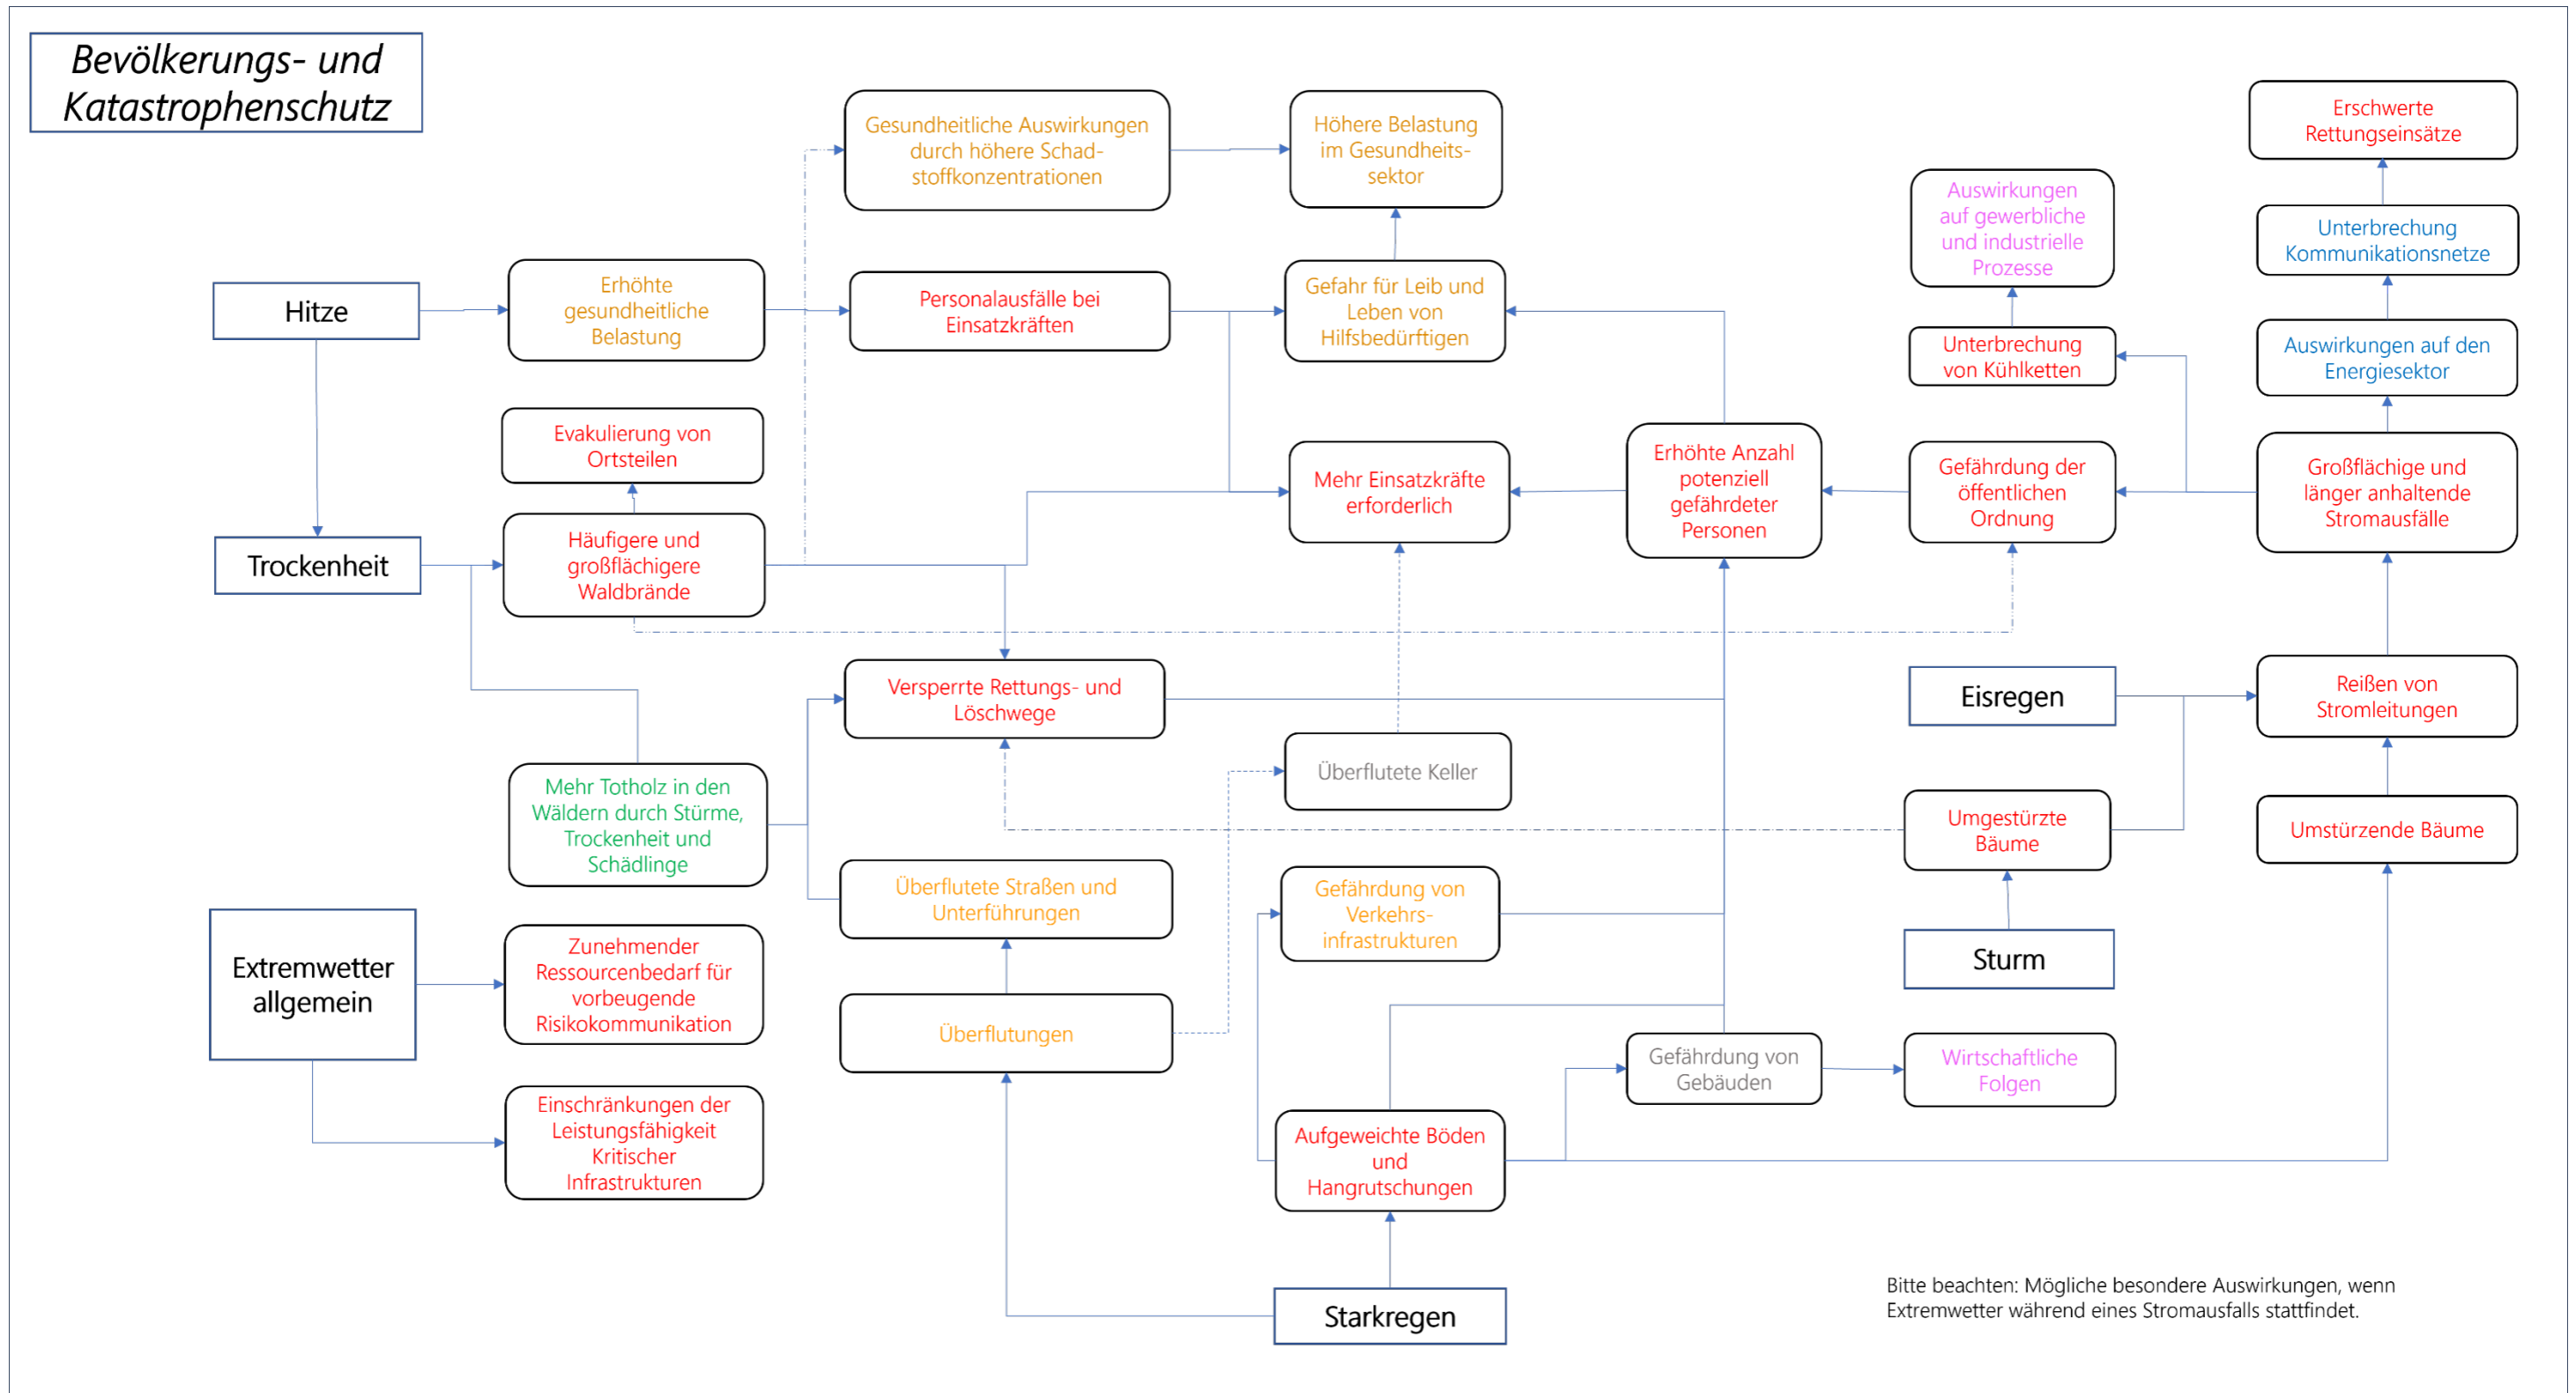 Bevölkerungs- und
Katastrophenschutz
Gesundheitliche Auswirkungen
durch höhere Schad-
stoffkonzentrationen
Höhere Belastung
im Gesundheits-
sektor
Erschwerte
Rettungseinsätze
Auswirkungen
auf gewerbliche
und industrielle
Prozesse
Unterbrechung
Kommunikationsnetze
Hitze
Erhöhte
gesundheitliche
Belastung
Personalausfälle bei
Einsatzkräften
Gefahr für Leib und
Leben von
Hilfsbedürftigen
Unterbrechung
von Kühlketten
Auswirkungen auf den
Energiesektor
Evakulierung von
Ortsteilen
Mehr Einsatzkräfte
erforderlich
Erhöhte Anzahl
potenziell
gefährdeter
Personen
Gefährdung der
öffentlichen
Ordnung
Großflächige und
länger anhaltende
Stromausfälle
Trockenheit
Häufigere und
großflächigere
Waldbrände
Versperrte Rettungs- und
Löschwege
Eisregen
Reißen von
Stromleitungen
Überflutete Keller
Mehr Totholz in den
Wäldern durch Stürme,
Trockenheit und
Schädlinge
Umgestürzte
Bäume
Umstürzende Bäume
Überflutete Straßen und
Unterführungen
Gefährdung von
Verkehrs-
infrastrukturen
Sturm
Extremwetter
allgemein
Zunehmender
Ressourcenbedarf für
vorbeugende
Risikokommunikation
Überflutungen
Gefährdung von
Gebäuden
Wirtschaftliche
Folgen
Einschränkungen der
Leistungsfähigkeit
Kritischer
Infrastrukturen
Aufgeweichte Böden
und
Hangrutschungen
Starkregen
Bitte beachten: Mögliche besondere Auswirkungen, wenn
Extremwetter während eines Stromausfalls stattfindet.